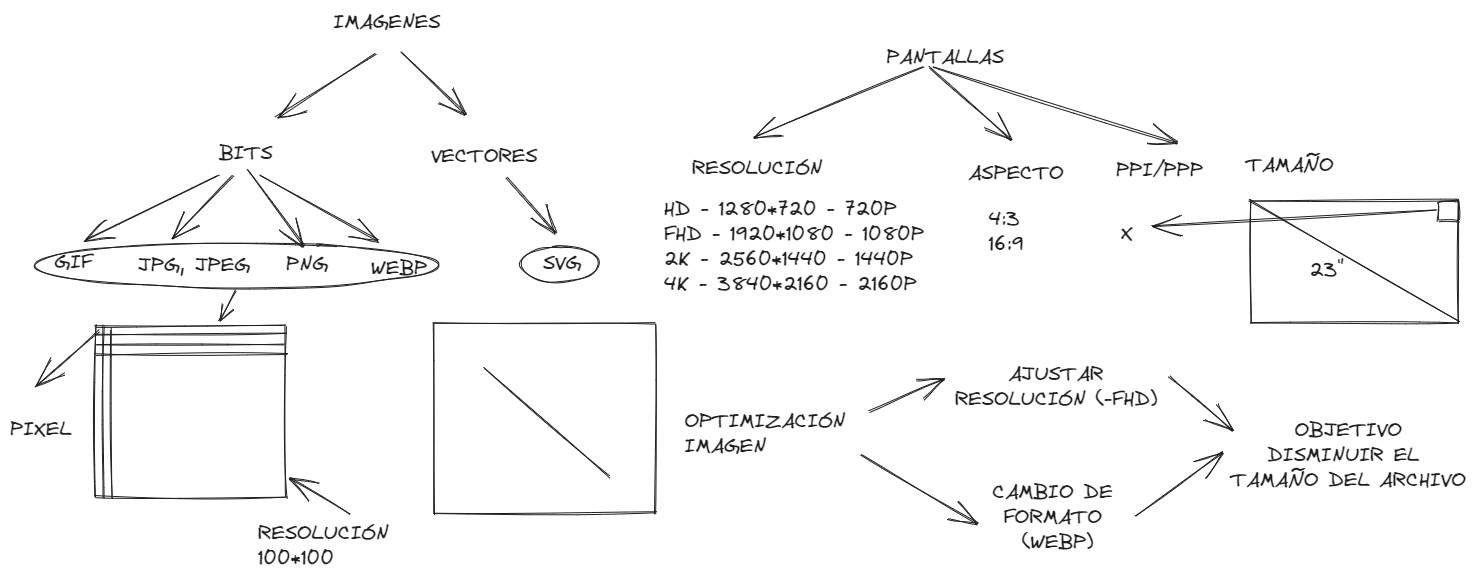 IMAGENES
BITS
VECTORES
GIF
JPG, JPEG
PNG
WEBP
SVG
PIXEL
RESOLUCIÓN
100*100
PANTALLAS
RESOLUCIÓN
HD - 1280*720 - 720P
FHD - 1920*1080 - 1080P
2K - 2560*1440 - 1440P
4K - 3840*2160 - 2160P
ASPECTO
4:3
16:9
PPI/PPP
X
TAMAÑO
23"
OPTIMIZACIÓN
IMAGEN
AJUSTAR
RESOLUCIÓN (-FHD)
CAMBIO DE
FORMATO
(WEBP)
OBJETIVO
DISMINUIR EL
TAMAÑO DEL ARCHIVO